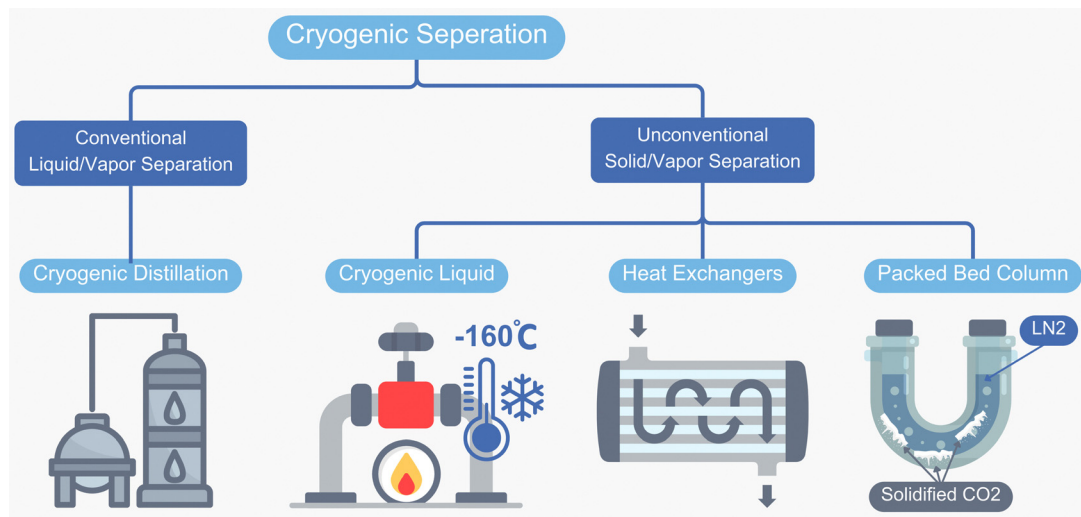 Cryogenic Seperation
Conventional
Liquid/Vapor Separation
Unconventional
Solid/Vapor Separation
Cryogenic Distillation
Cryogenic Liquid
Heat Exchangers
Packed Bed Column
-160℃
LN2
Solidified CO2